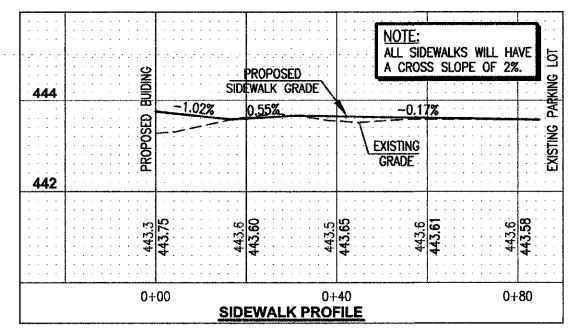 NOTE:
ALL SIDEWALKS WILL HAVE
A CROSS SLOPE OF 2%.
PROPOSED BUIDING
PROPOSED
SIDEWALK GRADE
EXISTING PARKING LOT
444
-1.02%
0.55%
-0.17%
EXISTING
GRADE
442
443.3
443.75
443.6
443.60
443.5
443.65
443.6
443.61
443.6
443.58
0+00
0+40
0+80
SIDEWALK PROFILE